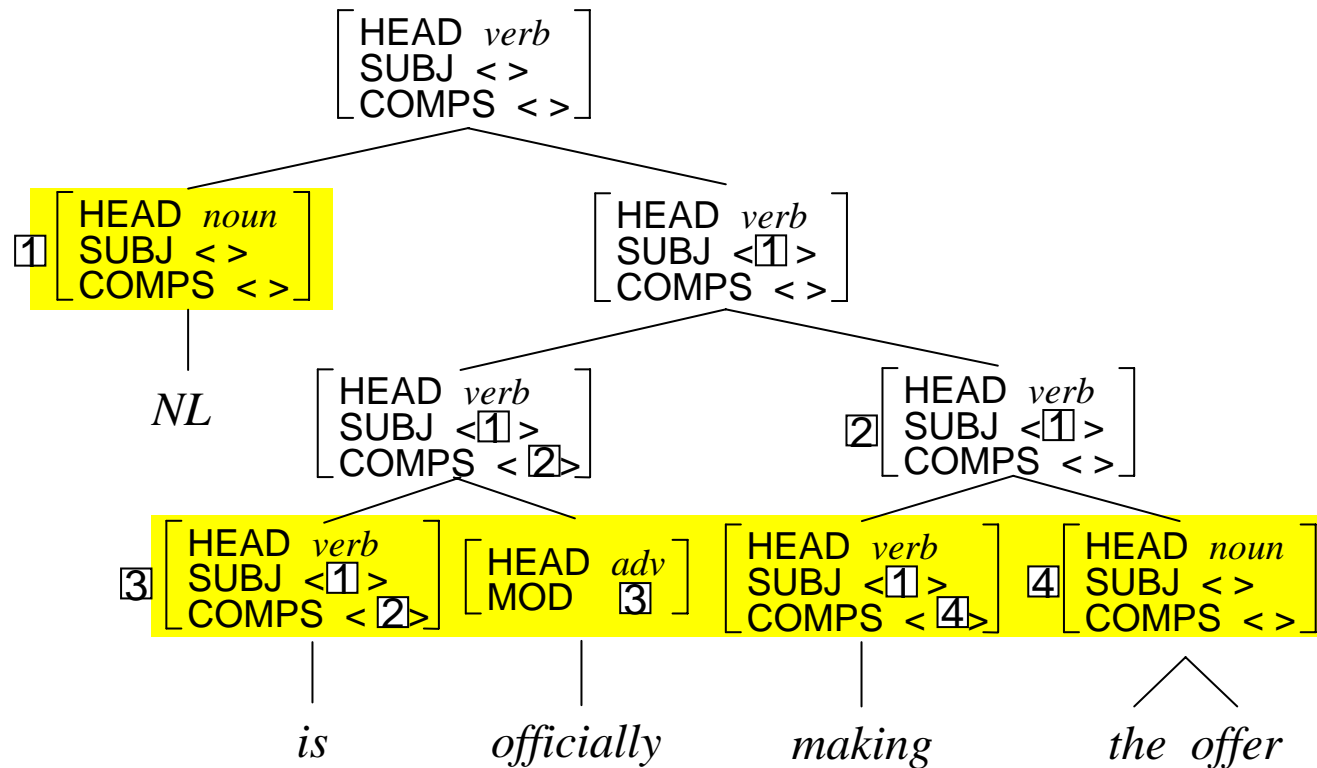 HEAD verb
SUBJ < >
COMPS < >
1
HEAD noun
SUBJ < >
COMPS < >
HEAD verb
SUBJ <1 >
COMPS < >
NL
HEAD verb
SUBJ <1 >
COMPS < 2>
2
HEAD verb
SUBJ <1 >
COMPS < >
3
HEAD verb
SUBJ <1 >
COMPS < 2>
HEAD adv
MOD 3
HEAD verb
SUBJ <1 >
COMPS < 4>
4
HEAD noun
SUBJ < >
COMPS < >
is officially making the offer